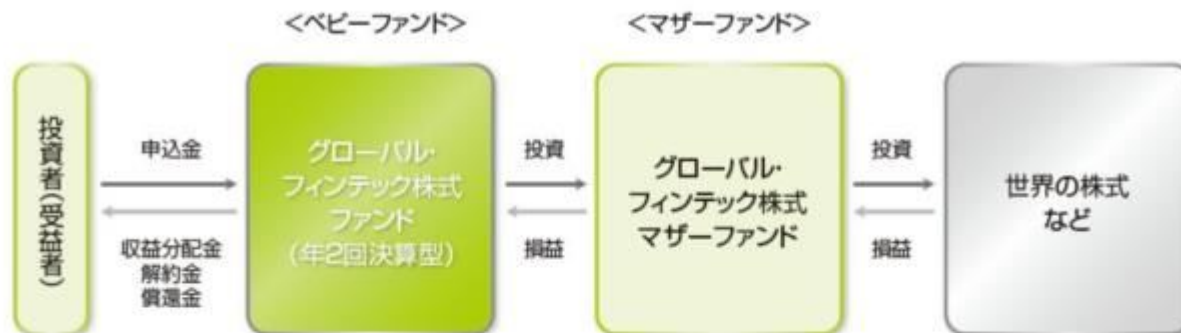 <ベビーファンド>
<マザーファンド>
投資者(受益者)
申込金
収益分配金
解約金
償還金
グローバル・
フィンテック株式
ファンド
(年2回決算型)
投資
損益
グローバル・
フィンテック株式
マザーファンド
投資
損益
世界の株式
など